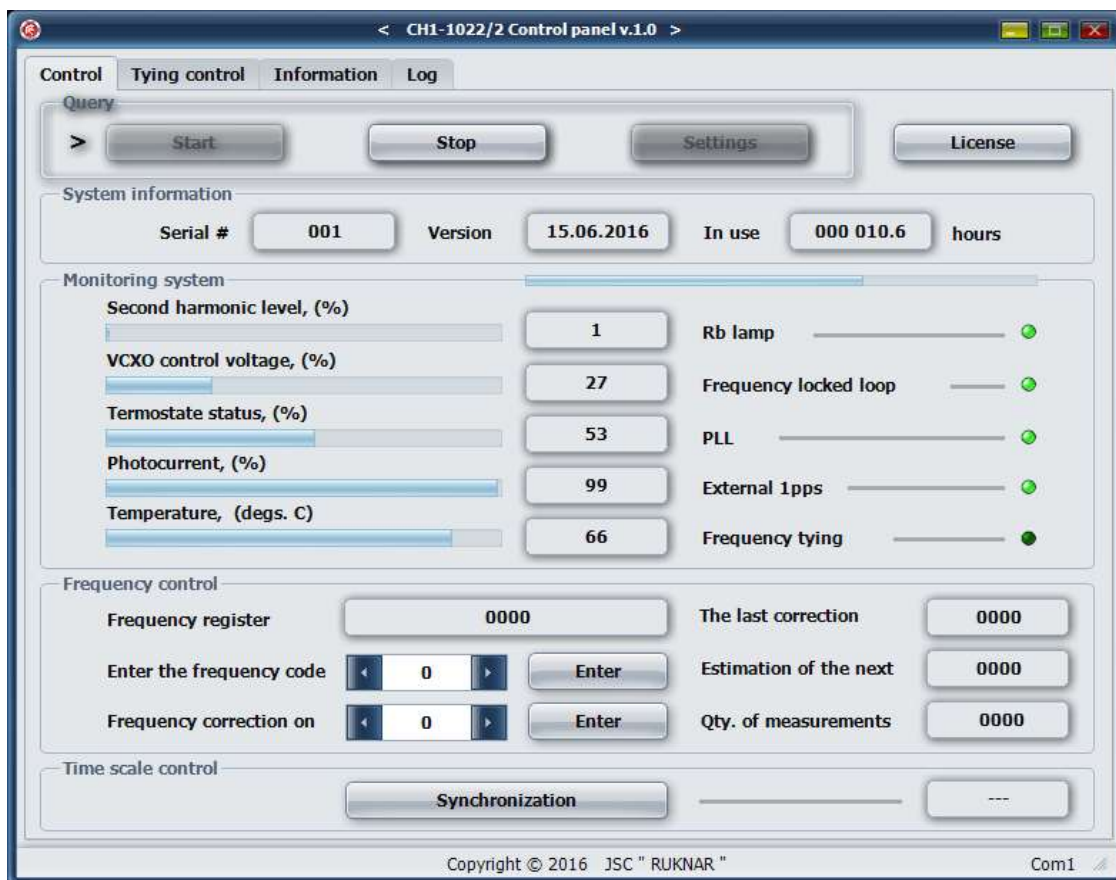 < CH1-1022/2 Control panel v.1.0 >
Control Tying control Information Log
Query
> Start Stop Settings License
System information
Serial # 001 Version 15.06.2016 In use 000 010.6 hours
Monitoring system
Second harmonic level, (%)
1 Rb lamp
VCXO control voltage, (%)
27 Frequency locked loop
Termostate status, (%)
53 PLL
Photocurrent, (%)
99 External 1pps
Temperature, (degs. C)
66 Frequency tying
Frequency control
Frequency register 0000 The last correction 0000
Enter the frequency code 0 Enter Estimation of the next 0000
Frequency correction on 0 Enter Qty. of measurements 0000
Time scale control
Synchronization ---
Copyright © 2016 JSC " RUKNAR " Com1